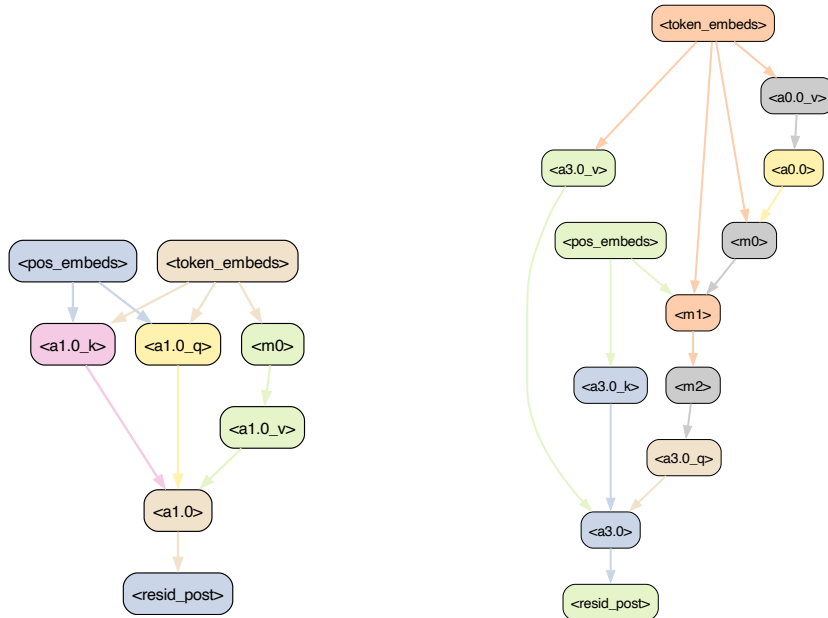 <pos_embeds>
<token_embeds>
<a1.0_k>
<a1.0_q>
<m0>
<a1.0_v>
<a1.0>
<resid_post>
<token_embeds>
<a0.0_v>
<a3.0_v>
<a0.0>
<pos_embeds>
<m0>
<m1>
<a3.0_k>
<m2>
<a3.0_q>
<a3.0>
<resid_post>